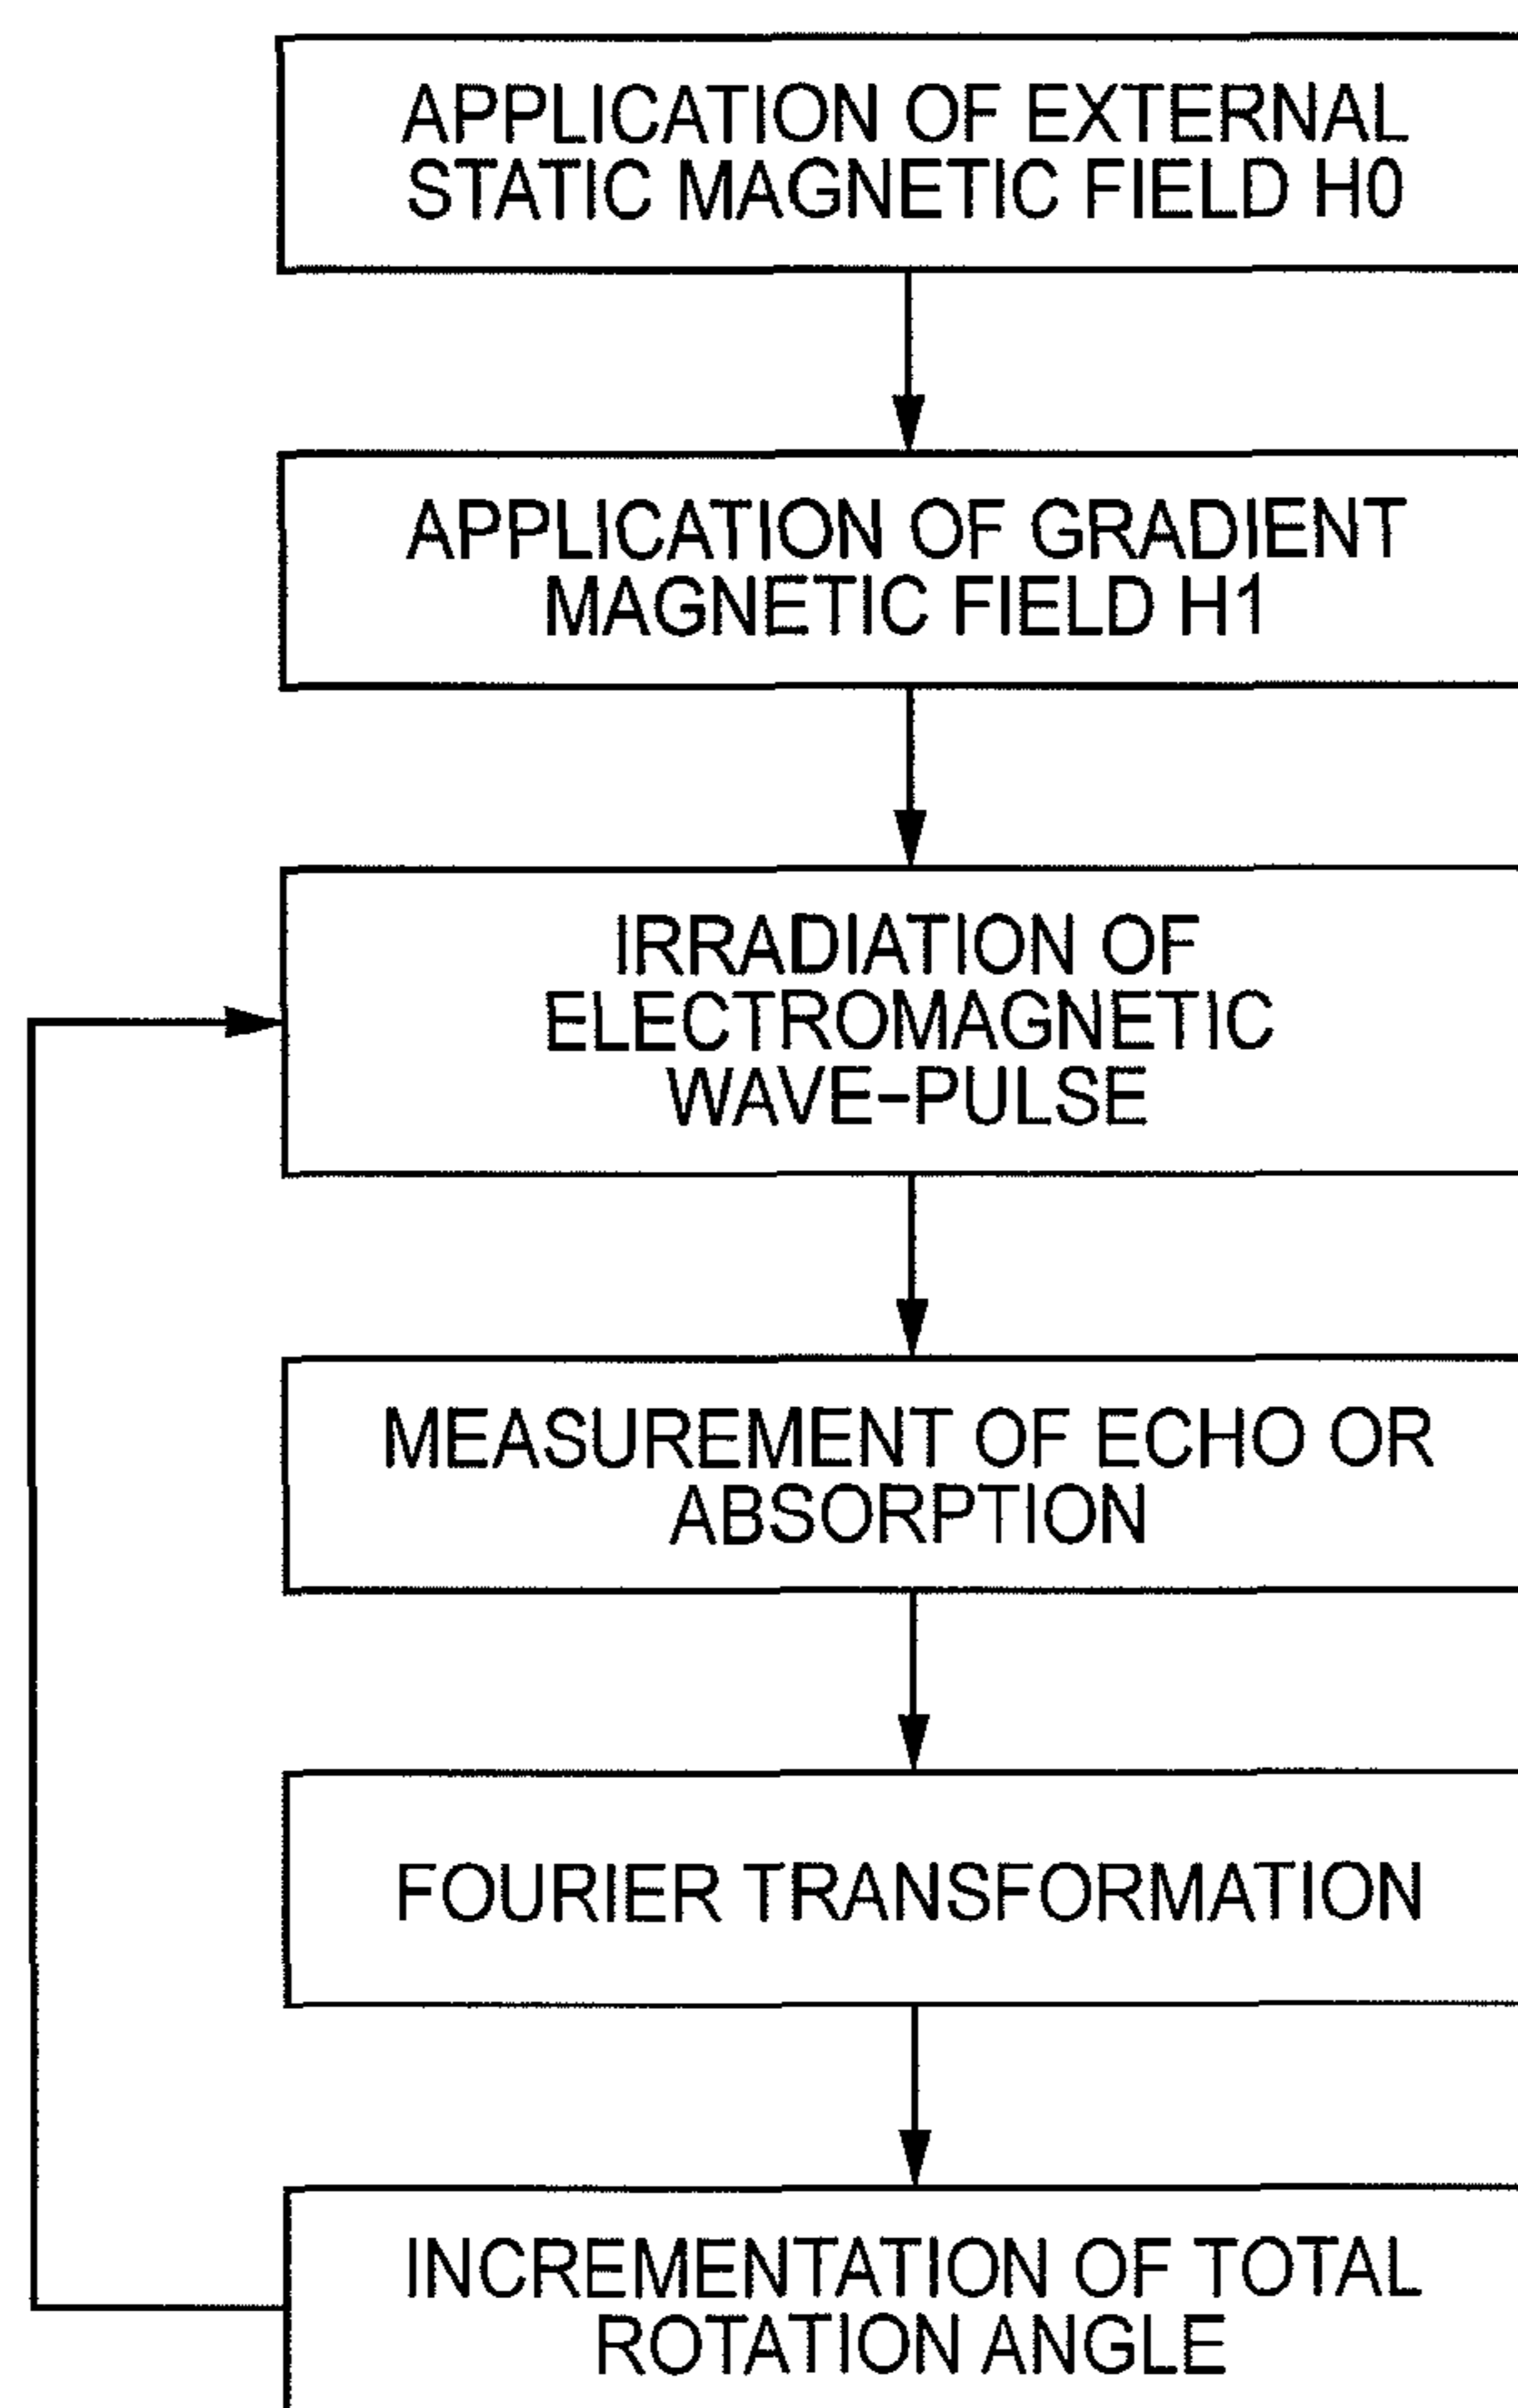 APPLICATION OF EXTERNAL
STATIC MAGNETIC FIELD H0
APPLICATION OF GRADIENT
MAGNETIC FIELD H1
IRRADIATION OF
ELECTROMAGNETIC
WAVE-PULSE
MEASUREMENT OF ECHO OR
ABSORPTION
FOURIER TRANSFORMATION
INCREMENTATION OF TOTAL
ROTATION ANGLE